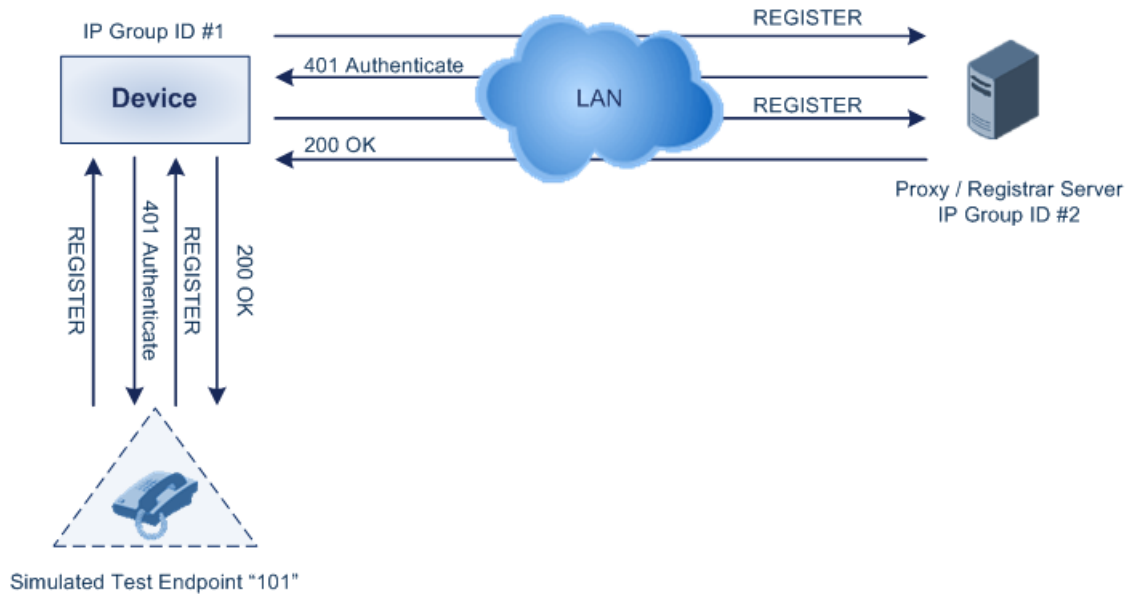 IP Group ID #1
REGISTER
Device
401 Authenticate
LAN
REGISTER
200 OK
Proxy / Registrar Server
IP Group ID #2
REGISTER
401 Authenticate
REGISTER
200 OK
Simulated Test Endpoint “101”